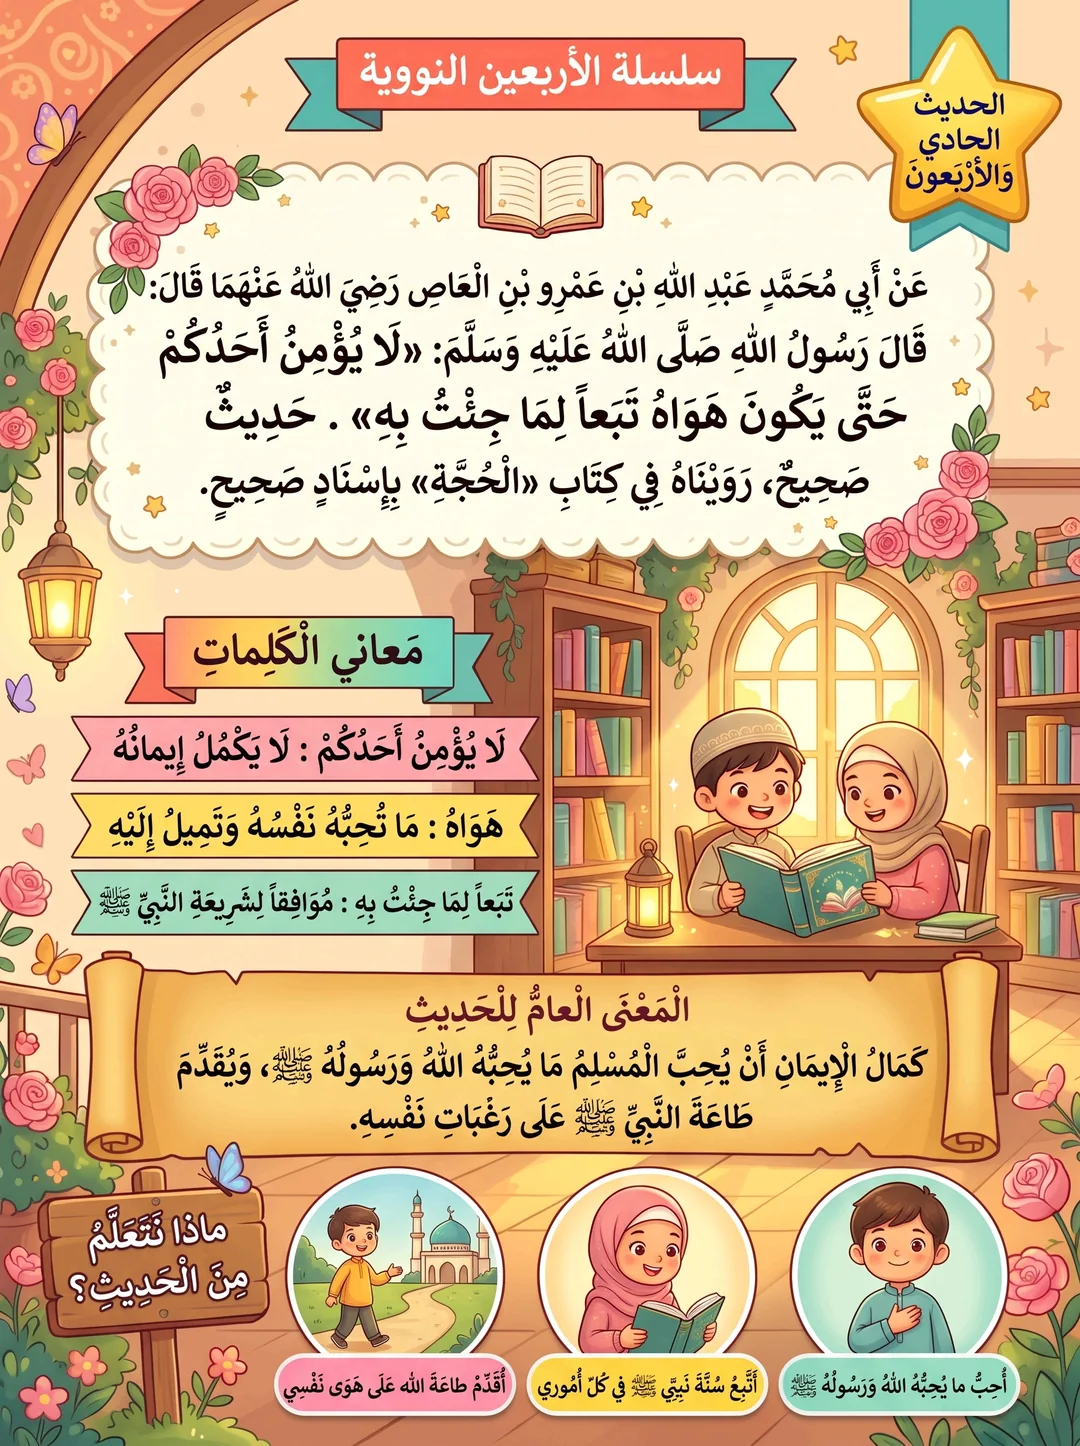 سلسلة الأربعين النووية
الحديث
الحادي
وَالأرْبَعونَ
عَنْ أَبِي مُحَمَّدٍ عَبْدِ اللهِ بْنِ عَمْرِو بْنِ الْعَاصِ رَضِيَ اللهُ عَنْهَمَا قَالَ:
قَالَ رَسُولُ اللهِ صَلَّى اللهُ عَلَيْهِ وَسَلَّمَ: «لَا يُؤْمِنُ أَحَدُكُمْ
حَتَّى يَكُونَ هَوَاهُ تَبَعاً لِمَا جِئْتُ بِهِ» . حَدِيثٌ
صَحِيحٌ، رَوَيْنَاهُ فِي كِتَابِ «الْحُجَّةِ» بِإِسْنَادٍ صَحِيحٍ.
مَعاني الْكَلِماتِ
لَا يُؤْمِنُ أَحَدُكُمْ : لَا يَكْمُلُ إِيمانُهُ
هَوَاهُ : مَا تُحِبُّهُ نَفْسُهُ وَتَمِيلُ إِلَيْهِ
تَبَعاً لِمَا جِئْتُ بِهِ : مُوَافِقاً لِشَرِيعَةِ النَّبِيِّ ﷺ
الْمَعْنَى الْعامُّ لِلْحَدِيثِ
كَمَالُ الْإِيمَانِ أَنْ يُحِبَّ الْمُسْلِمُ مَا يُحِبُّهُ اللهُ وَرَسُولُهُ ﷺ، وَيُقَدِّمَ
طَاعَةَ النَّبِيِّ ﷺ عَلَى رَغْبَاتِ نَفْسِهِ.
ماذا نَتَعَلَّمُ
مِنَ الْحَدِيثِ؟
أُحِبُّ ما يُحِبُّهُ اللهُ وَرَسُولُهُ ﷺ
أَتَّبِعُ سُنَّةَ نَبِيِّي ﷺ في كُلّ أُمُوري
أُقَدِّمُ طاعَةَ الله عَلَى هَوَى نَفْسِي